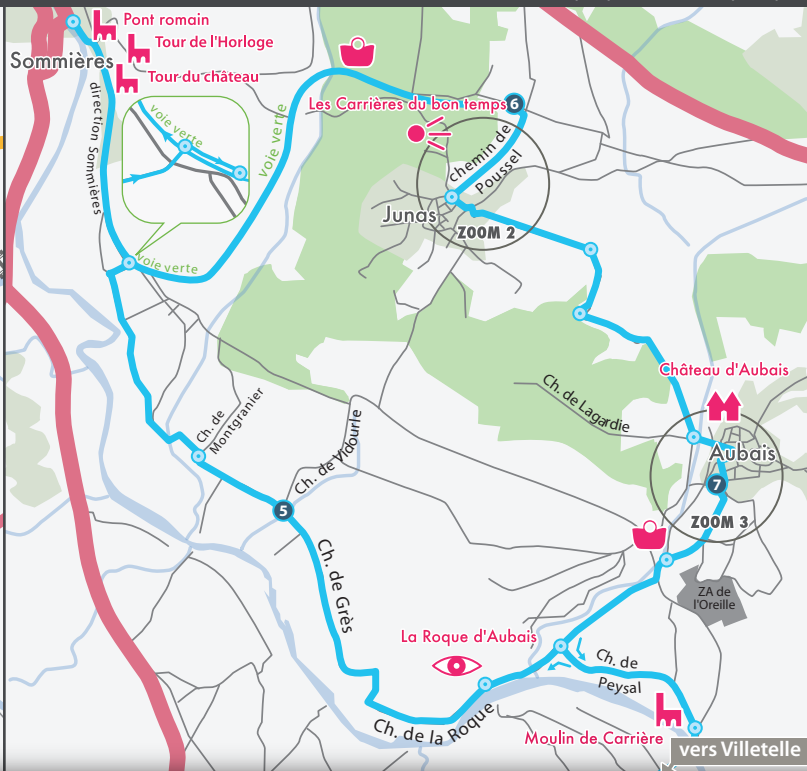 Pont romain
Tour de l'Horloge
Sommières
Tour du château
direction Sommières
voie verte
voie verte
Les Carrières du bon temps
6
chemin de
Poussel
Junas
ZOOM 2
voie verte
Château d'Aubais
Ch. de Lagardie
Ch. de
Montgranier
Aubais
7
Ch. de Vidourle
5
ZOOM 3
Ch. de Grès
ZA de
l'Oreille
La Roque d'Aubais
Ch. de
Peysal
Ch. de la Roque
Moulin de Carrière
vers Villetelle